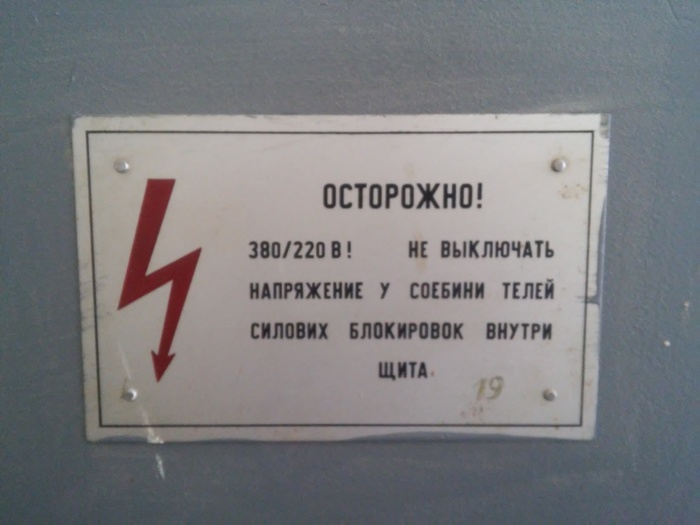 ОСТОРОЖНО!
380/220 В! НЕ ВЫКЛЮЧАТЬ
НАПРЯЖЕНИЕ У СОЕБИНИ ТЕЛЕЙ
СИЛОВИХ БЛОКИРОВОК ВНУТРИ
ЩИТА.
19